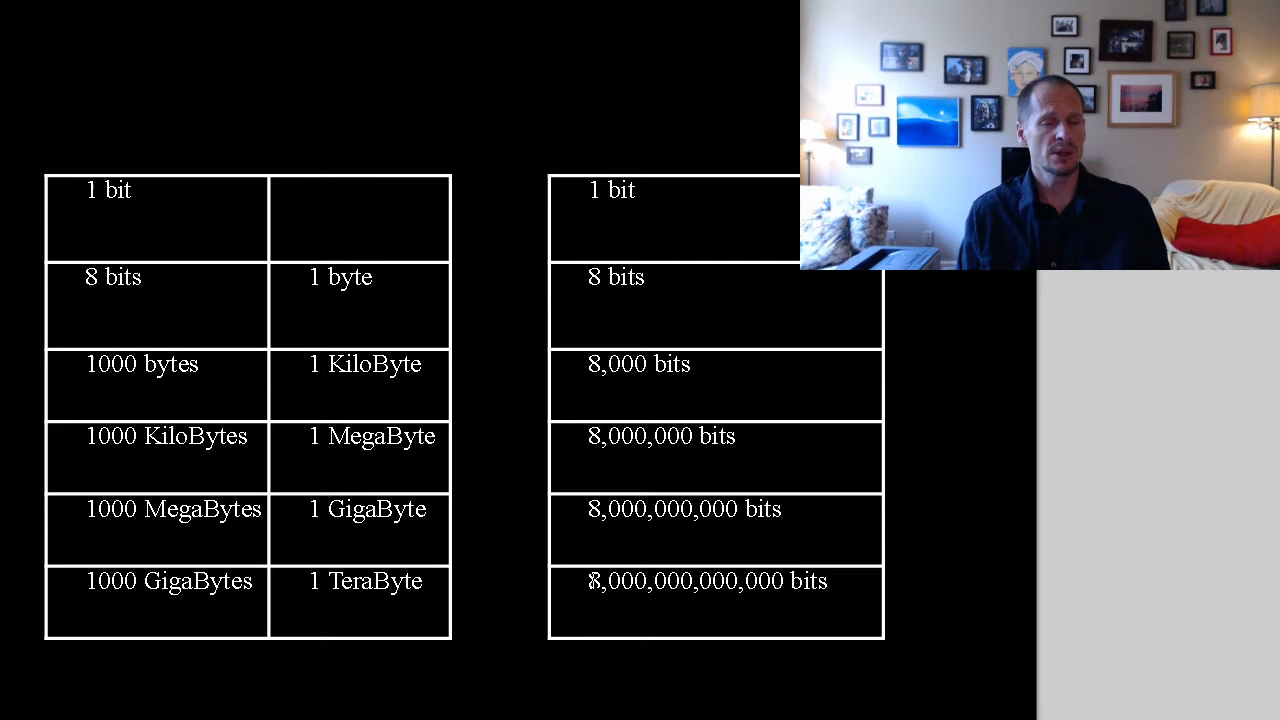 1 bit
8 bits 1 byte
1000 bytes 1 KiloByte
1000 KiloBytes 1 MegaByte
1000 MegaBytes 1 GigaByte
1000 GigaBytes 1 TeraByte
1 bit
8 bits
8,000 bits
8,000,000 bits
8,000,000,000 bits
8,000,000,000,000 bits